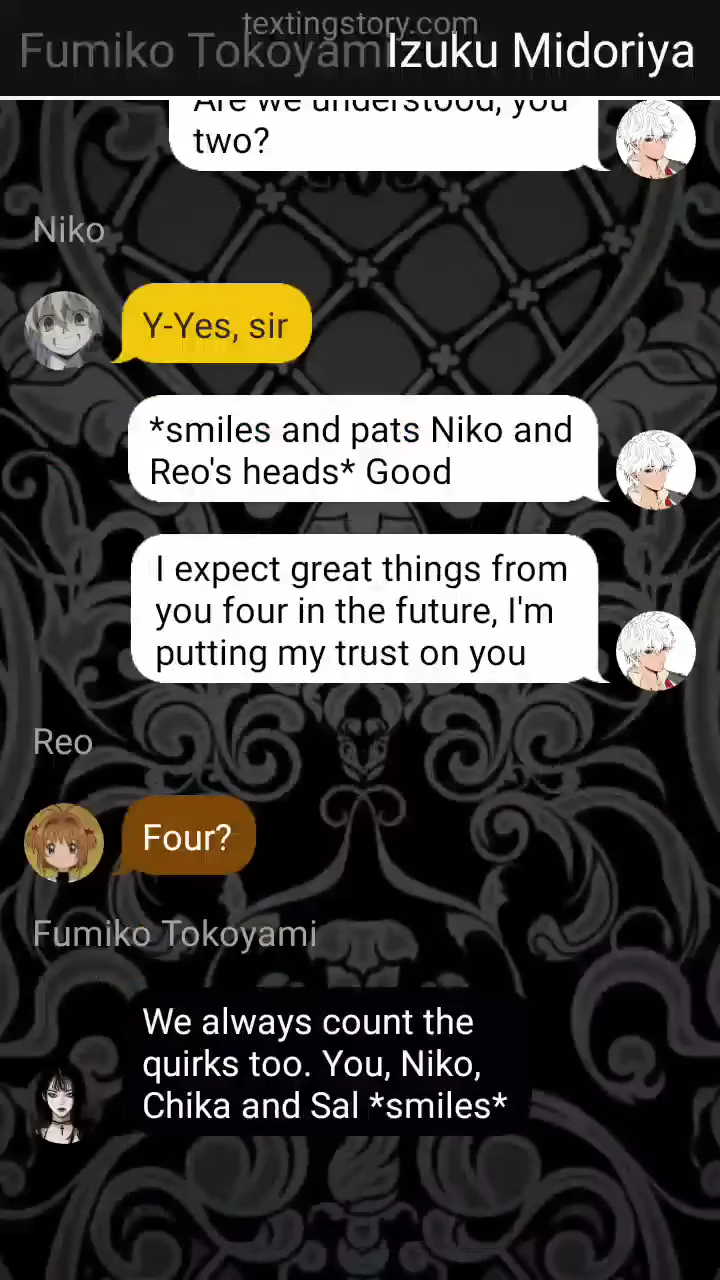 textingstory.com
Fumiko Tokoyami
Izuku Midoriya
Are we understood, you
two?
Niko
Y-Yes, sir
*smiles and pats Niko and
Reo's heads* Good
I expect great things from
you four in the future, I'm
putting my trust on you
Reo
Four?
Fumiko Tokoyami
We always count the
quirks too. You, Niko,
Chika and Sal *smiles*